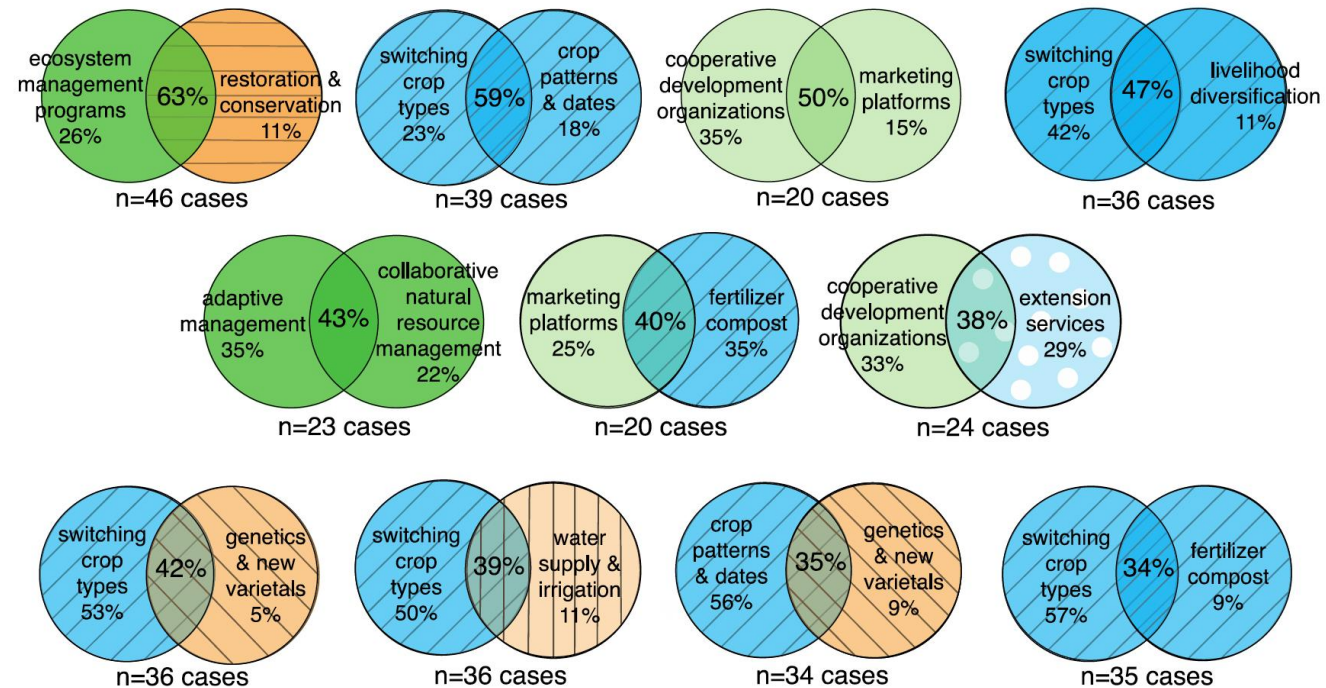 ecosystem
management
programs
26%
63%
restoration &
conservation
11%
n=46 cases
switching
crop
types
23%
59%
crop
patterns
& dates
18%
n=39 cases
cooperative
development
organizations
35%
50%
marketing
platforms
15%
n=20 cases
switching
crop
types
42%
47%
livelihood
diversification
11%
n=36 cases
adaptive
management
35%
43%
collaborative
natural
resource
management
22%
n=23 cases
marketing
platforms
25%
40%
fertilizer
compost
35%
n=20 cases
cooperative
development
organizations
33%
38%
extension
services
29%
n=24 cases
switching
crop
types
53%
42%
genetics
& new
varietals
5%
n=36 cases
switching
crop
types
50%
39%
water
supply &
irrigation
11%
n=36 cases
crop
patterns
& dates
56%
35%
genetics
& new
varietals
9%
n=34 cases
switching
crop
types
57%
34%
fertilizer
compost
9%
n=35 cases